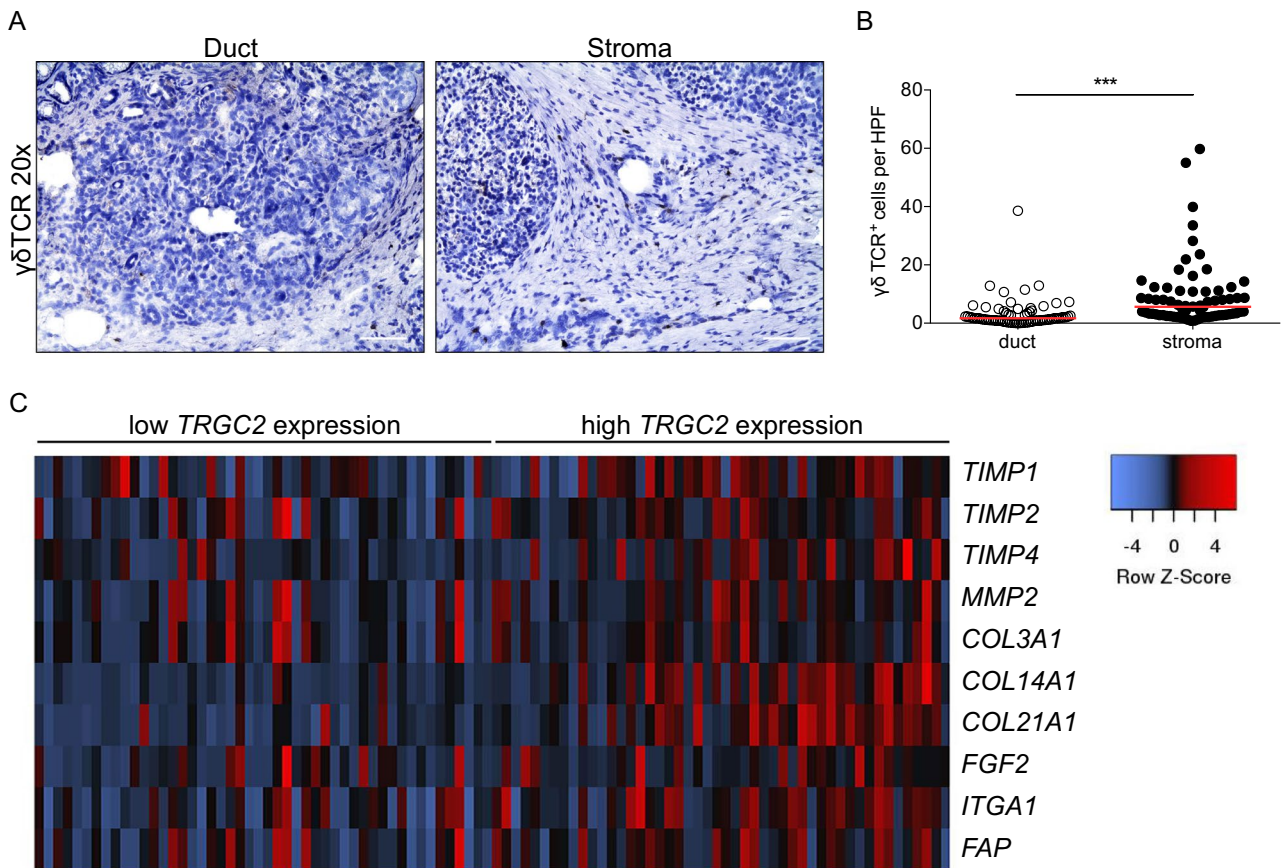 A
Duct
Stroma
γδTCR 20x
B
***
γδ TCR⁺ cells per HPF
80
60
40
20
0
duct
stroma
C
low TRGC2 expression
high TRGC2 expression
TIMP1
TIMP2
TIMP4
MMP2
COL3A1
COL14A1
COL21A1
FGF2
ITGA1
FAP
-4 0 4
Row Z-Score